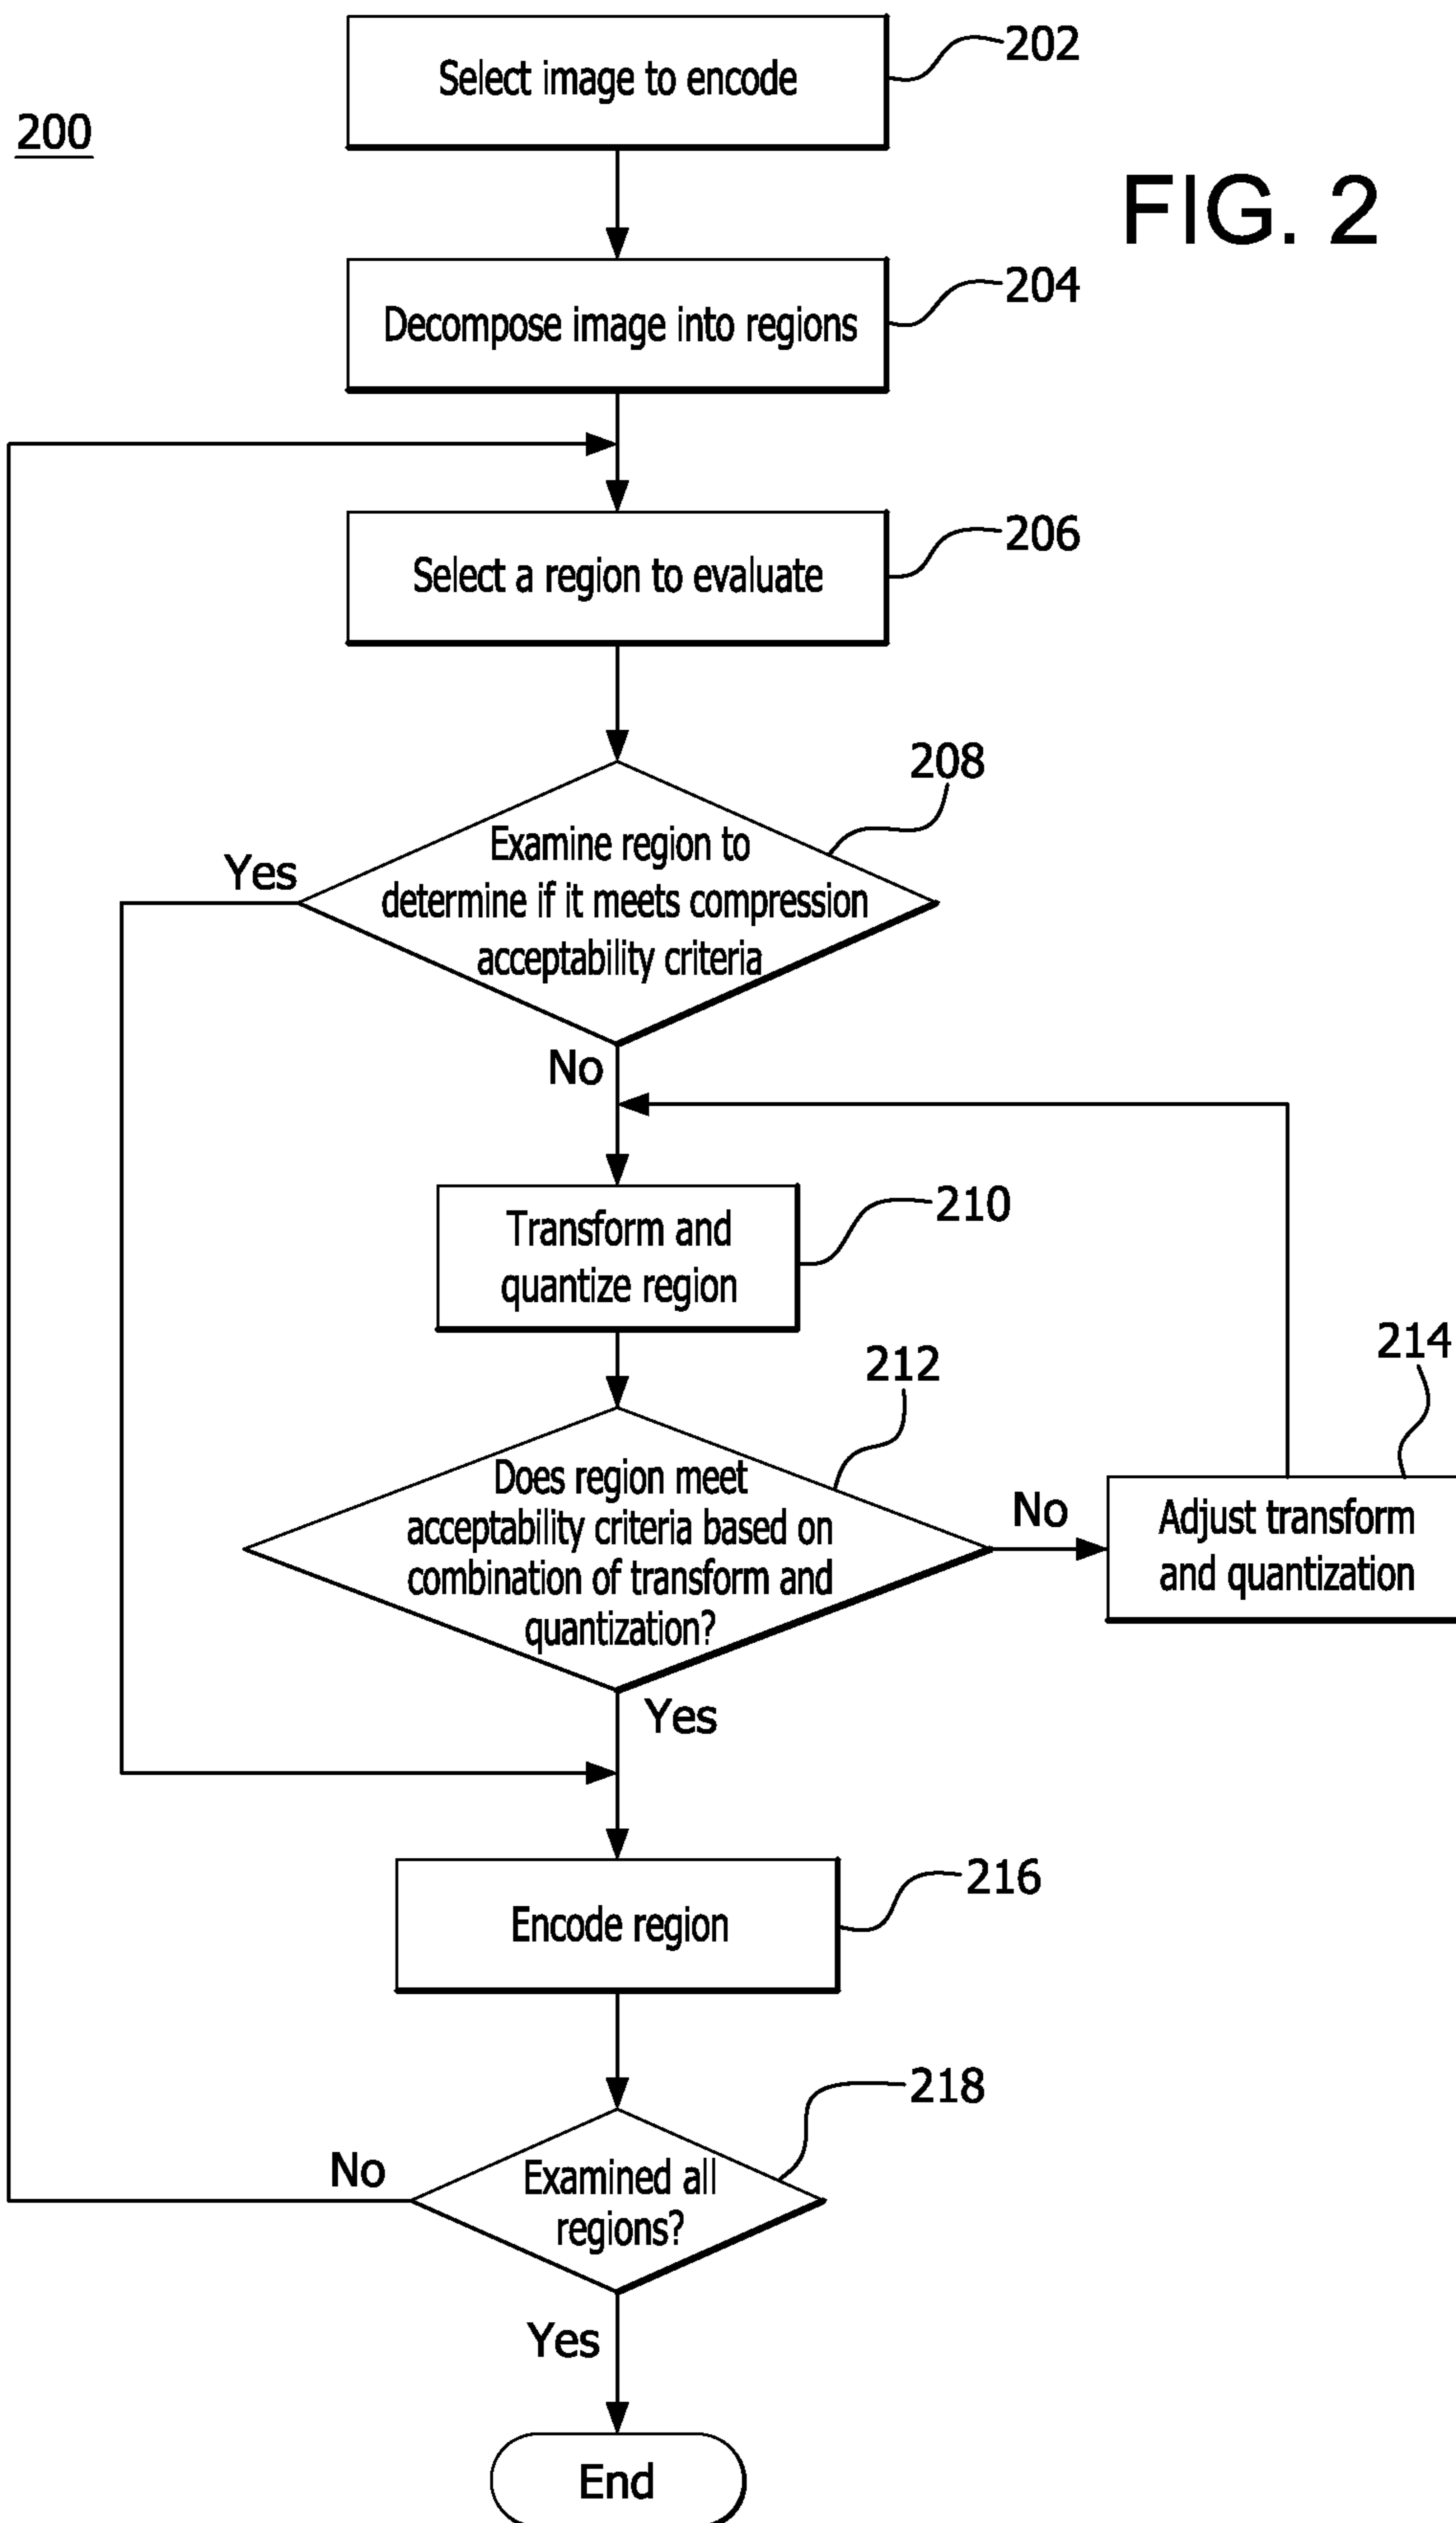 202
Select image to encode
200
FIG. 2
204
Decompose image into regions
206
Select a region to evaluate
208
Examine region to
determine if it meets compression
acceptability criteria
Yes
No
210
Transform and
quantize region
212
214
Does region meet
acceptability criteria based on
combination of transform and
quantization?
No
Adjust transform
and quantization
Yes
216
Encode region
218
No
Examined all
regions?
Yes
End